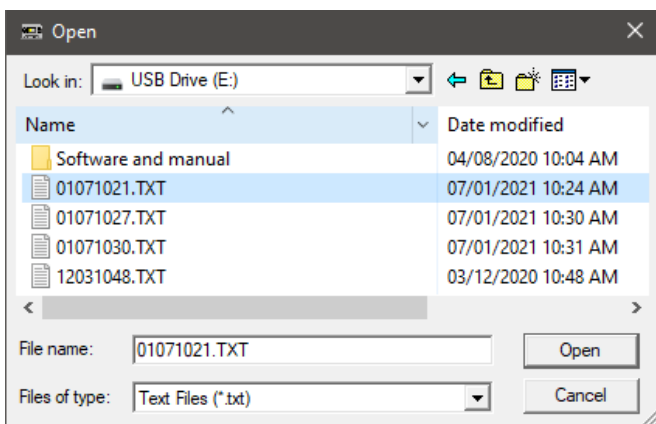 Open
Look in: USB Drive (E:)
Name Date modified
Software and manual 04/08/2020 10:04 AM
01071021.TXT 07/01/2021 10:24 AM
01071027.TXT 07/01/2021 10:30 AM
01071030.TXT 07/01/2021 10:31 AM
12031048.TXT 03/12/2020 10:48 AM
File name: 01071021.TXT Open
Files of type: Text Files (*.txt) Cancel